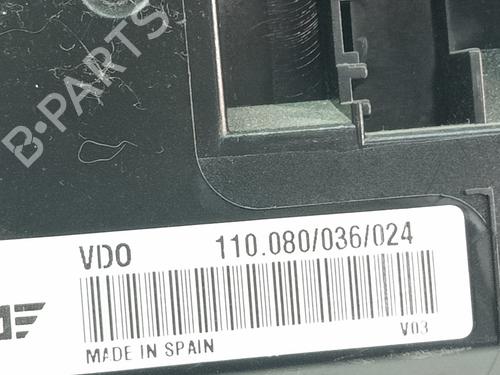 B-PARTS
VDO 110.080/036/024
V03
MADE IN SPAIN